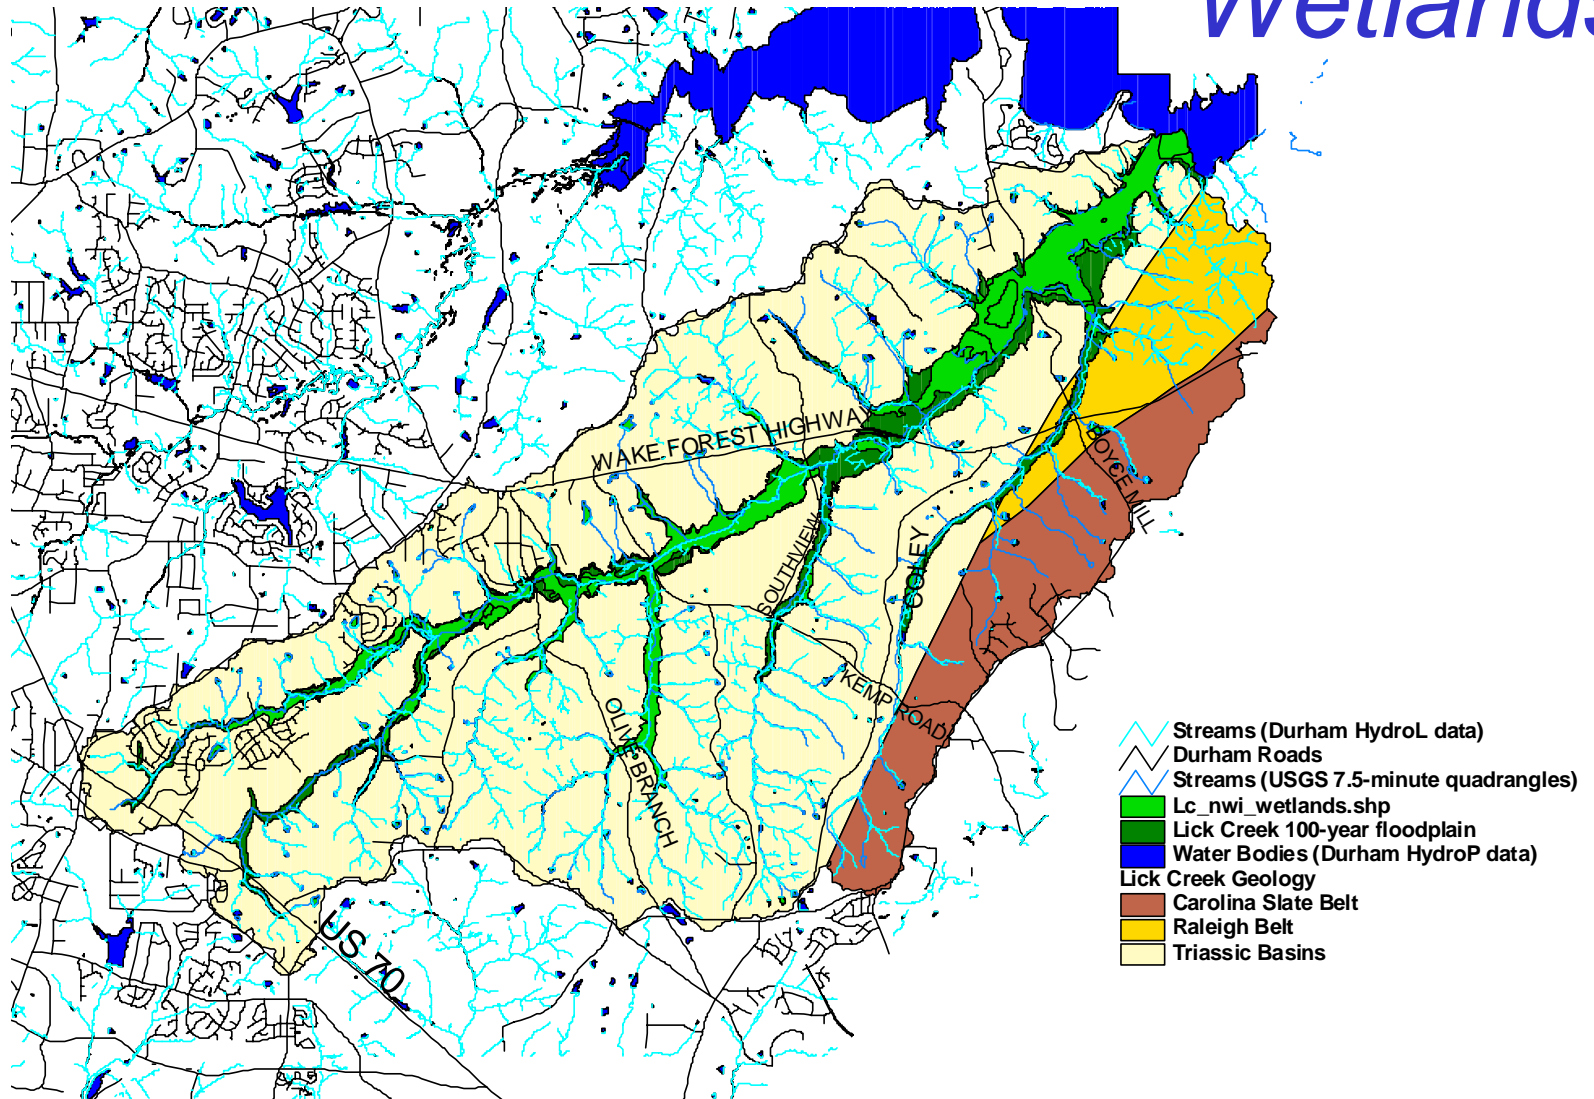 Wetlands
WAKE FOREST HIGHWAY
BOYCE MILL
SOUTHVIEW
COLEY
KEMP ROAD
OLIVE BRANCH
US 70
Streams (Durham HydroL data)
Durham Roads
Streams (USGS 7.5-minute quadrangles)
Lc_nwi_wetlands.shp
Lick Creek 100-year floodplain
Water Bodies (Durham HydroP data)
Lick Creek Geology
Carolina Slate Belt
Raleigh Belt
Triassic Basins